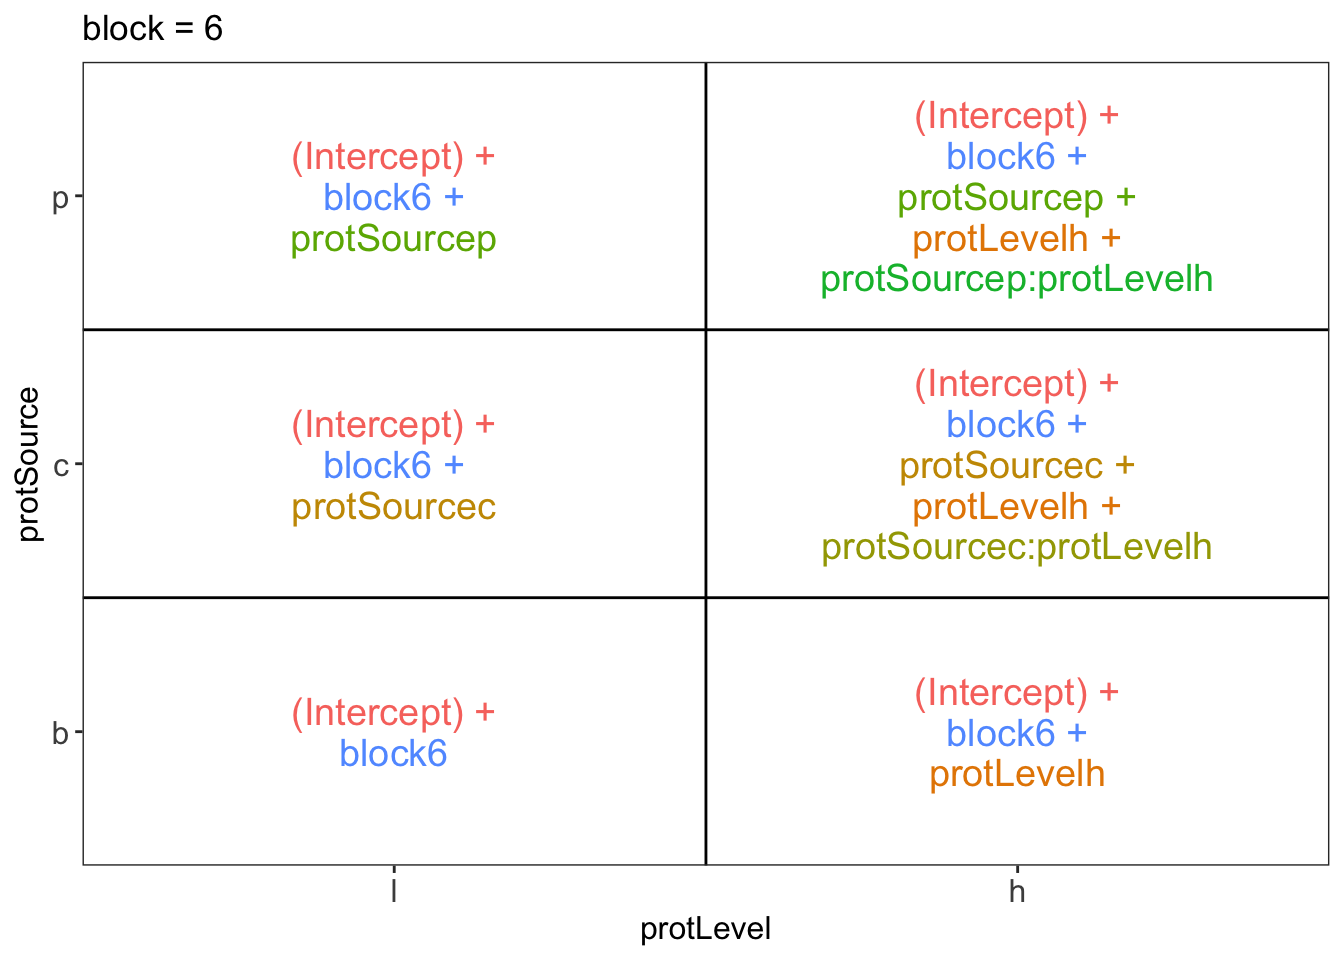 block = 6
(Intercept) +
block6 +
protSourcep
(Intercept) +
block6 +
protSourcep +
protLevelh +
protSourcep:protLevelh
(Intercept) +
block6 +
protSourcec
(Intercept) +
block6 +
protSourcec +
protLevelh +
protSourcec:protLevelh
(Intercept) +
block6
(Intercept) +
block6 +
protLevelh
p
c
b
protSource
l
h
protLevel